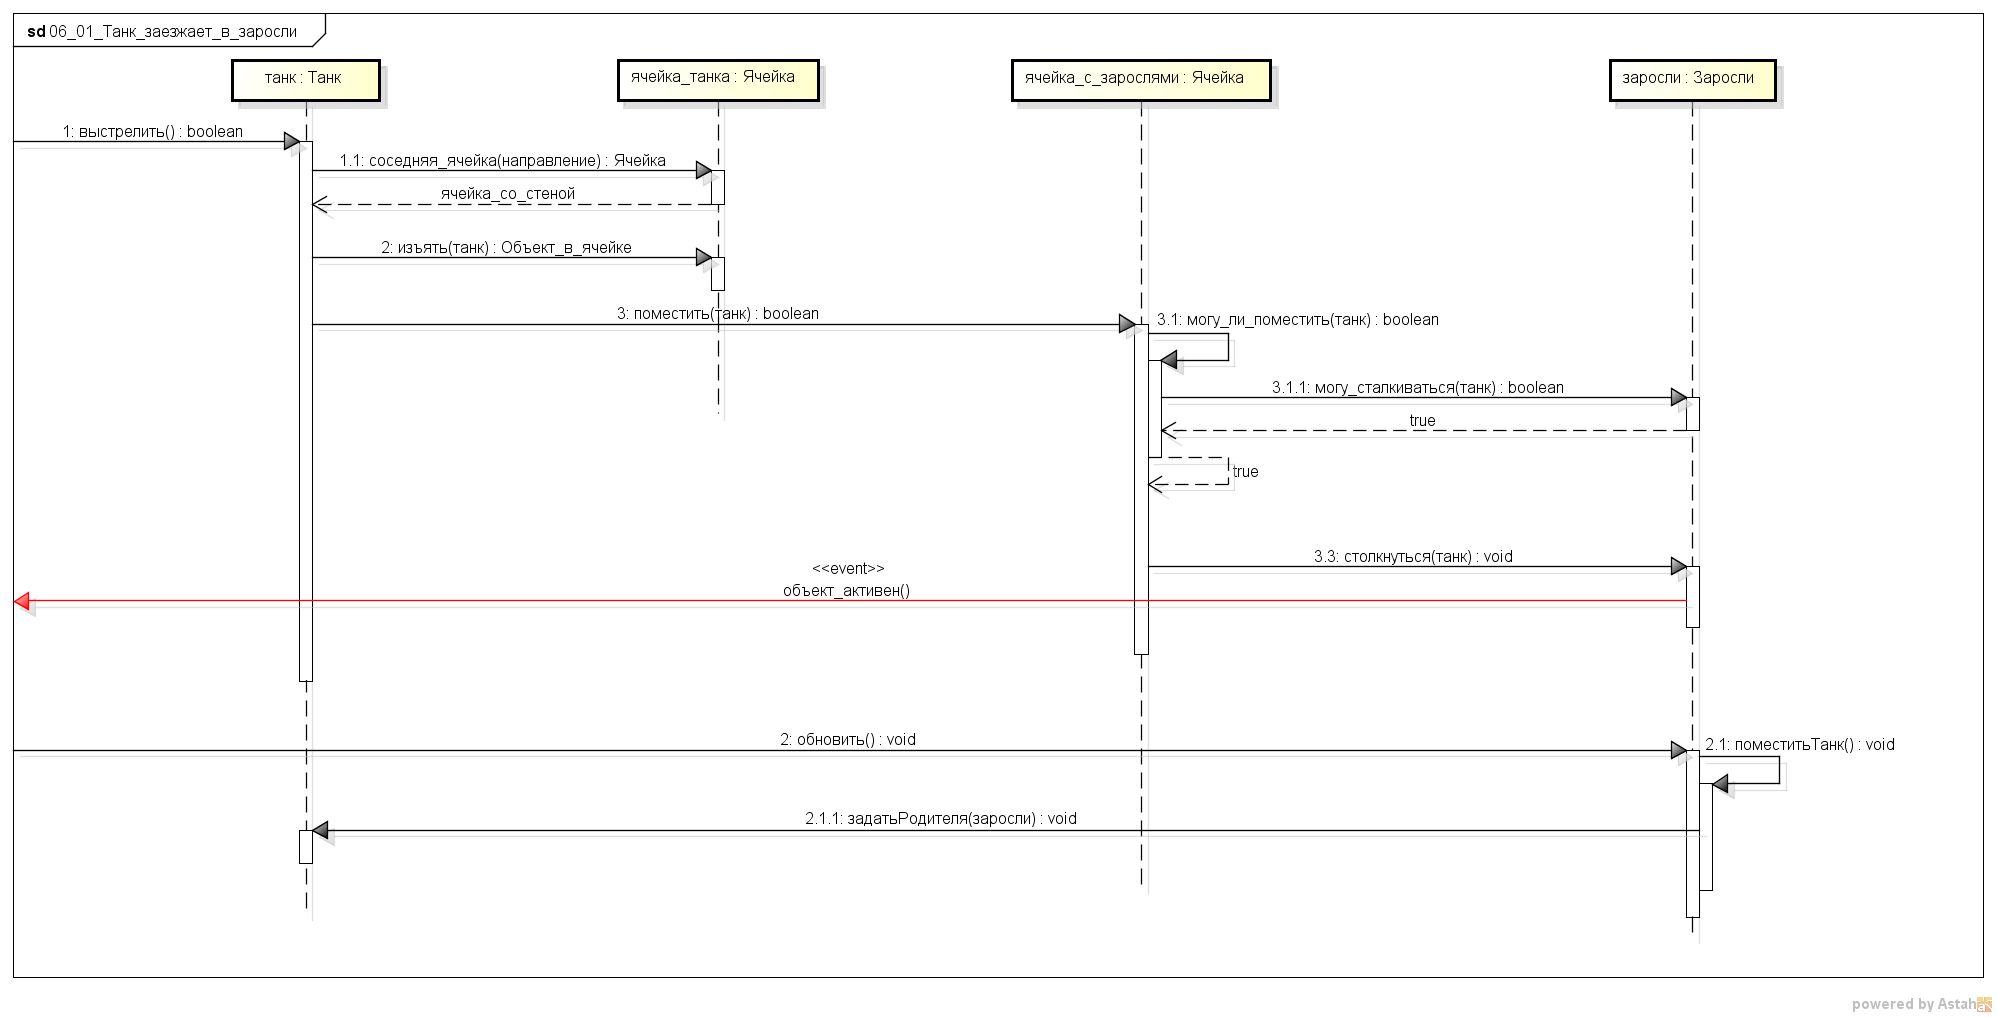 sd 06_01_Танк_заезжает_в_заросли
танк : Танк
ячейка_танка : Ячейка
ячейка_с_зарослями : Ячейка
заросли : Заросли
1: выстрелить() : boolean
1.1: соседняя_ячейка(направление) : Ячейка
ячейка_со_стеной
2: изъять(танк) : Объект_в_ячейке
3: поместить(танк) : boolean
3.1: могу_ли_поместить(танк) : boolean
3.1.1: могу_сталкиваться(танк) : boolean
true
true
3.3: столкнуться(танк) : void
<<event>>
объект_активен()
2: обновить() : void
2.1: поместитьТанк() : void
2.1.1: задатьРодителя(заросли) : void
powered by Astah